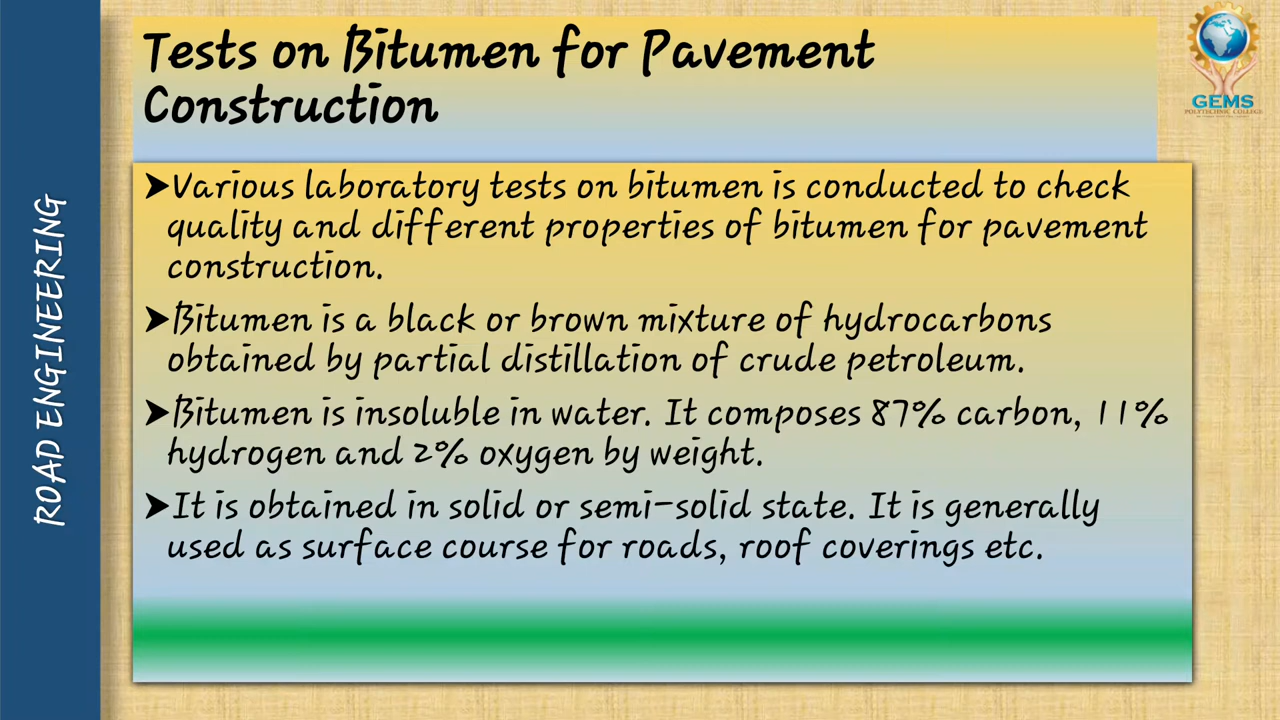 Tests on Bitumen for Pavement
Construction
GEMS
POLYTECHNIC COLLEGE
ROAD ENGINEERING
➤Various laboratory tests on bitumen is conducted to check
quality and different properties of bitumen for pavement
construction.
➤Bitumen is a black or brown mixture of hydrocarbons
obtained by partial distillation of crude petroleum.
➤Bitumen is insoluble in water. It composes 87% carbon, 11%
hydrogen and 2% oxygen by weight.
➤It is obtained in solid or semi-solid state. It is generally
used as surface course for roads, roof coverings etc.